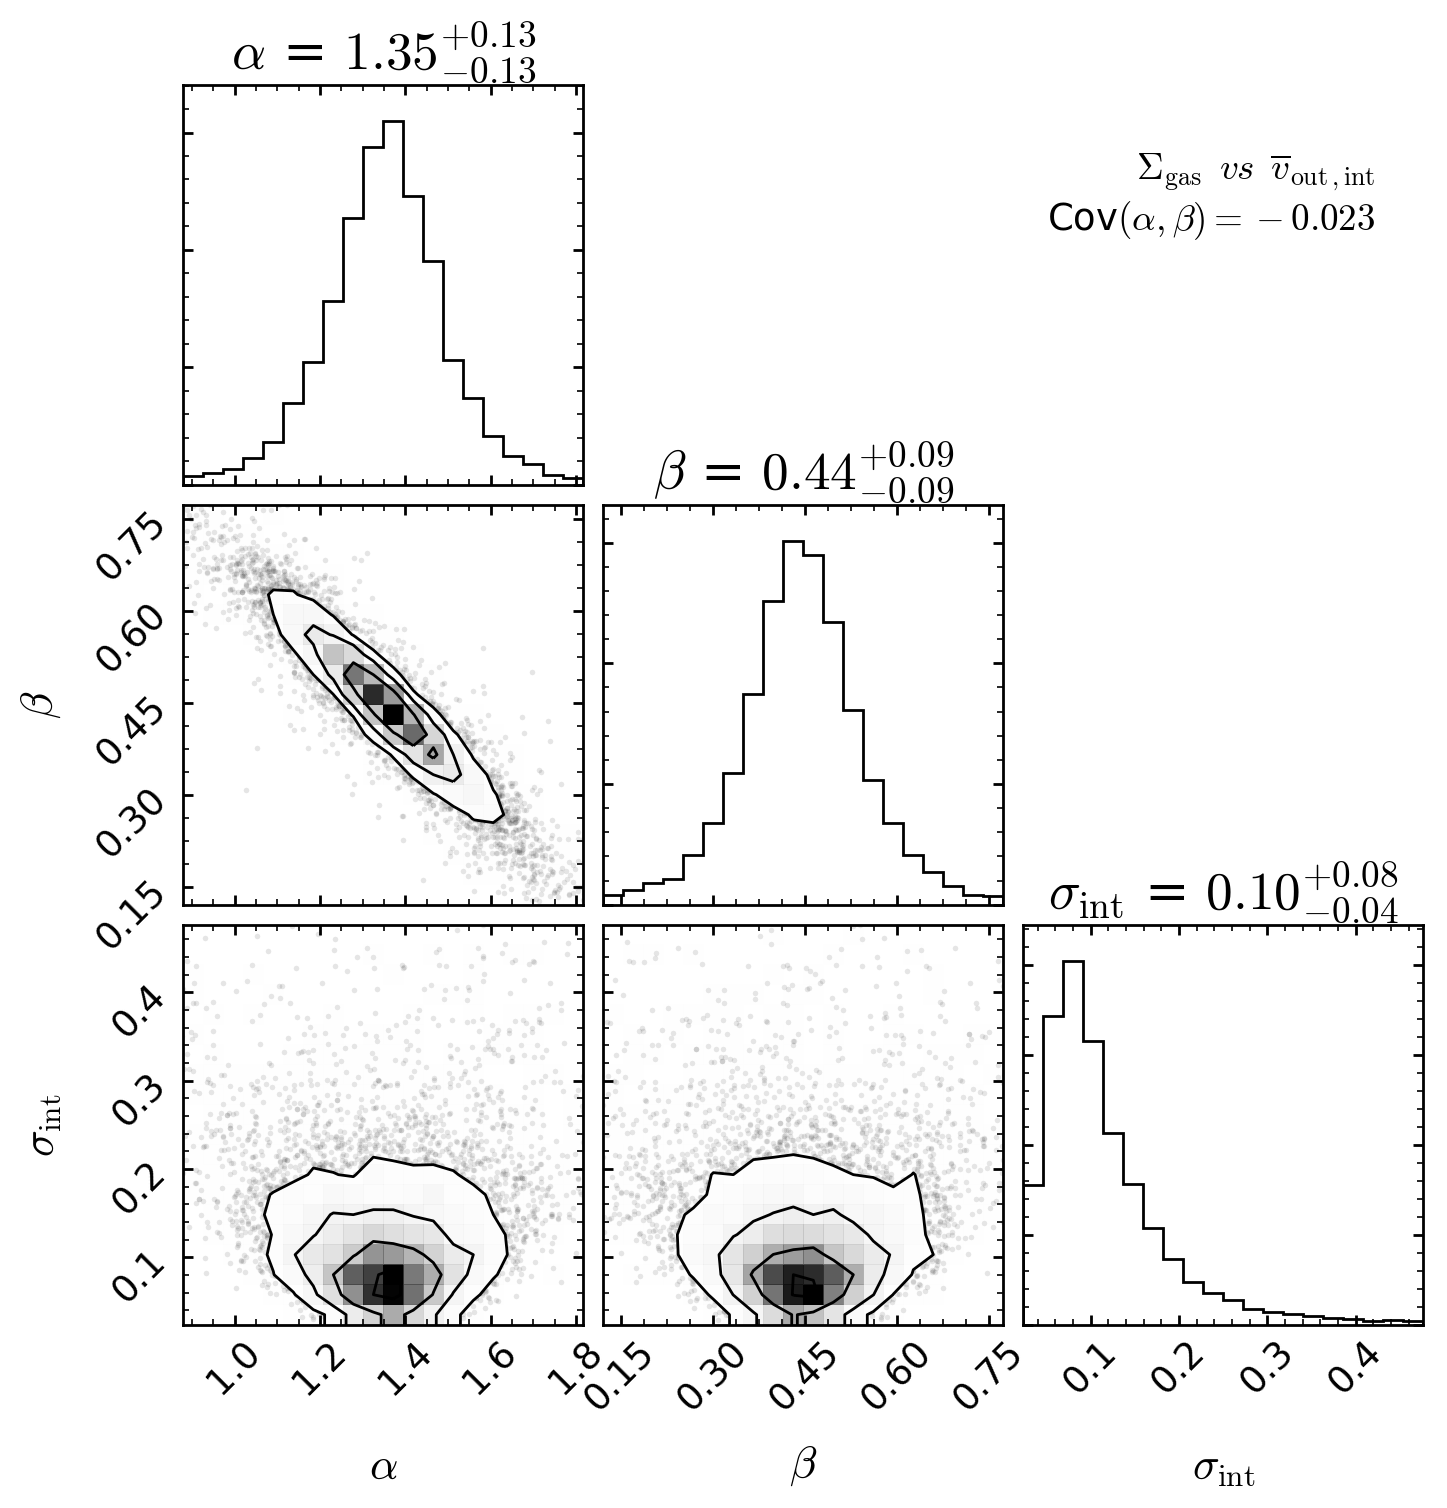 α = 1.35 +0.13 −0.13
Σgas vs v̅out,int
Cov(α, β) = −0.023
β = 0.44 +0.09 −0.09
0.75
0.60
0.45
0.30
0.15
β
σint = 0.10 +0.08 −0.04
0.4
0.3
0.2
0.1
σint
1.0 1.2 1.4 1.6 1.8 0.15 0.30 0.45 0.60 0.75 0.1 0.2 0.3 0.4
α β σint